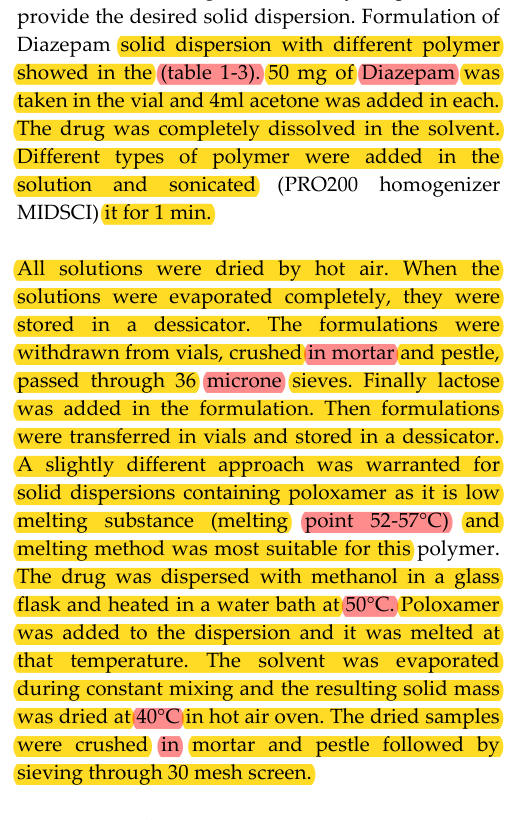 provide the desired solid dispersion. Formulation of
Diazepam solid dispersion with different polymer
showed in the (table 1-3). 50 mg of Diazepam was
taken in the vial and 4ml acetone was added in each.
The drug was completely dissolved in the solvent.
Different types of polymer were added in the
solution and sonicated (PRO200 homogenizer
MIDSCI) it for 1 min.
All solutions were dried by hot air. When the
solutions were evaporated completely, they were
stored in a dessicator. The formulations were
withdrawn from vials, crushed in mortar and pestle,
passed through 36 microne sieves. Finally lactose
was added in the formulation. Then formulations
were transferred in vials and stored in a dessicator.
A slightly different approach was warranted for
solid dispersions containing poloxamer as it is low
melting substance (melting point 52-57°C) and
melting method was most suitable for this polymer.
The drug was dispersed with methanol in a glass
flask and heated in a water bath at 50°C. Poloxamer
was added to the dispersion and it was melted at
that temperature. The solvent was evaporated
during constant mixing and the resulting solid mass
was dried at 40°C in hot air oven. The dried samples
were crushed in mortar and pestle followed by
sieving through 30 mesh screen.